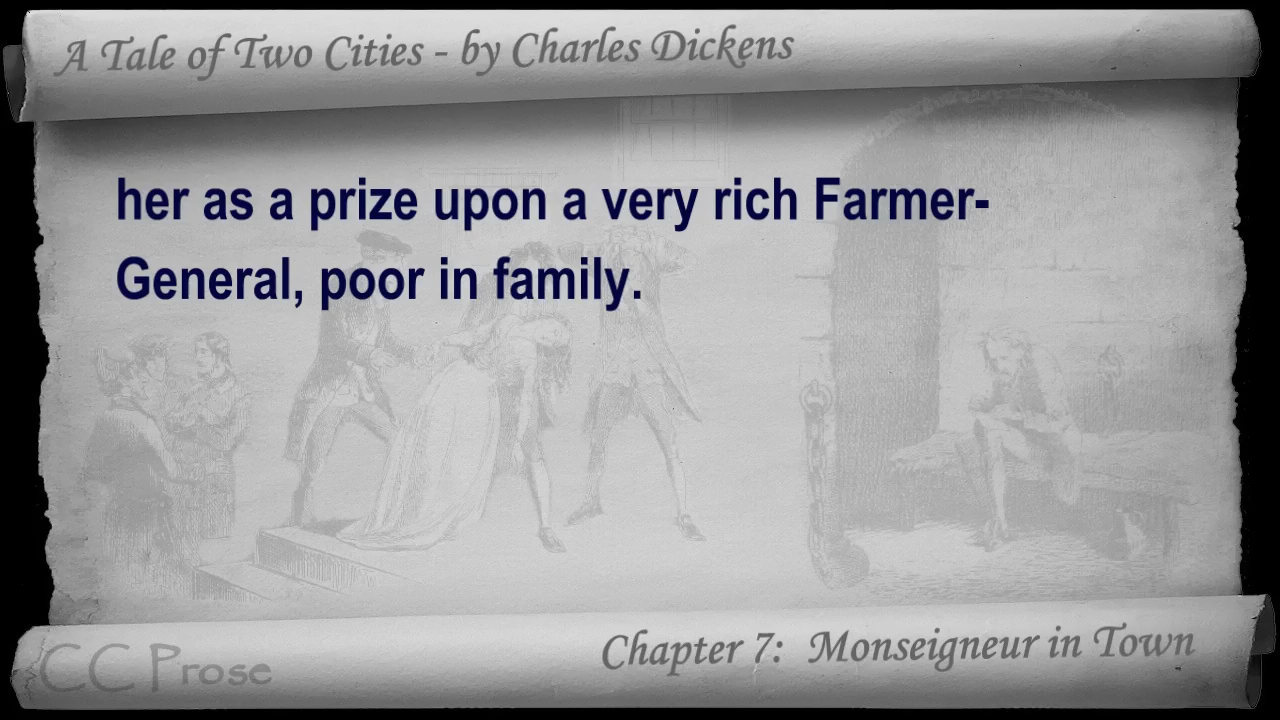 A Tale of Two Cities - by Charles Dickens
her as a prize upon a very rich Farmer-
General, poor in family.
Chapter 7: Monseigneur in Town
CC Prose